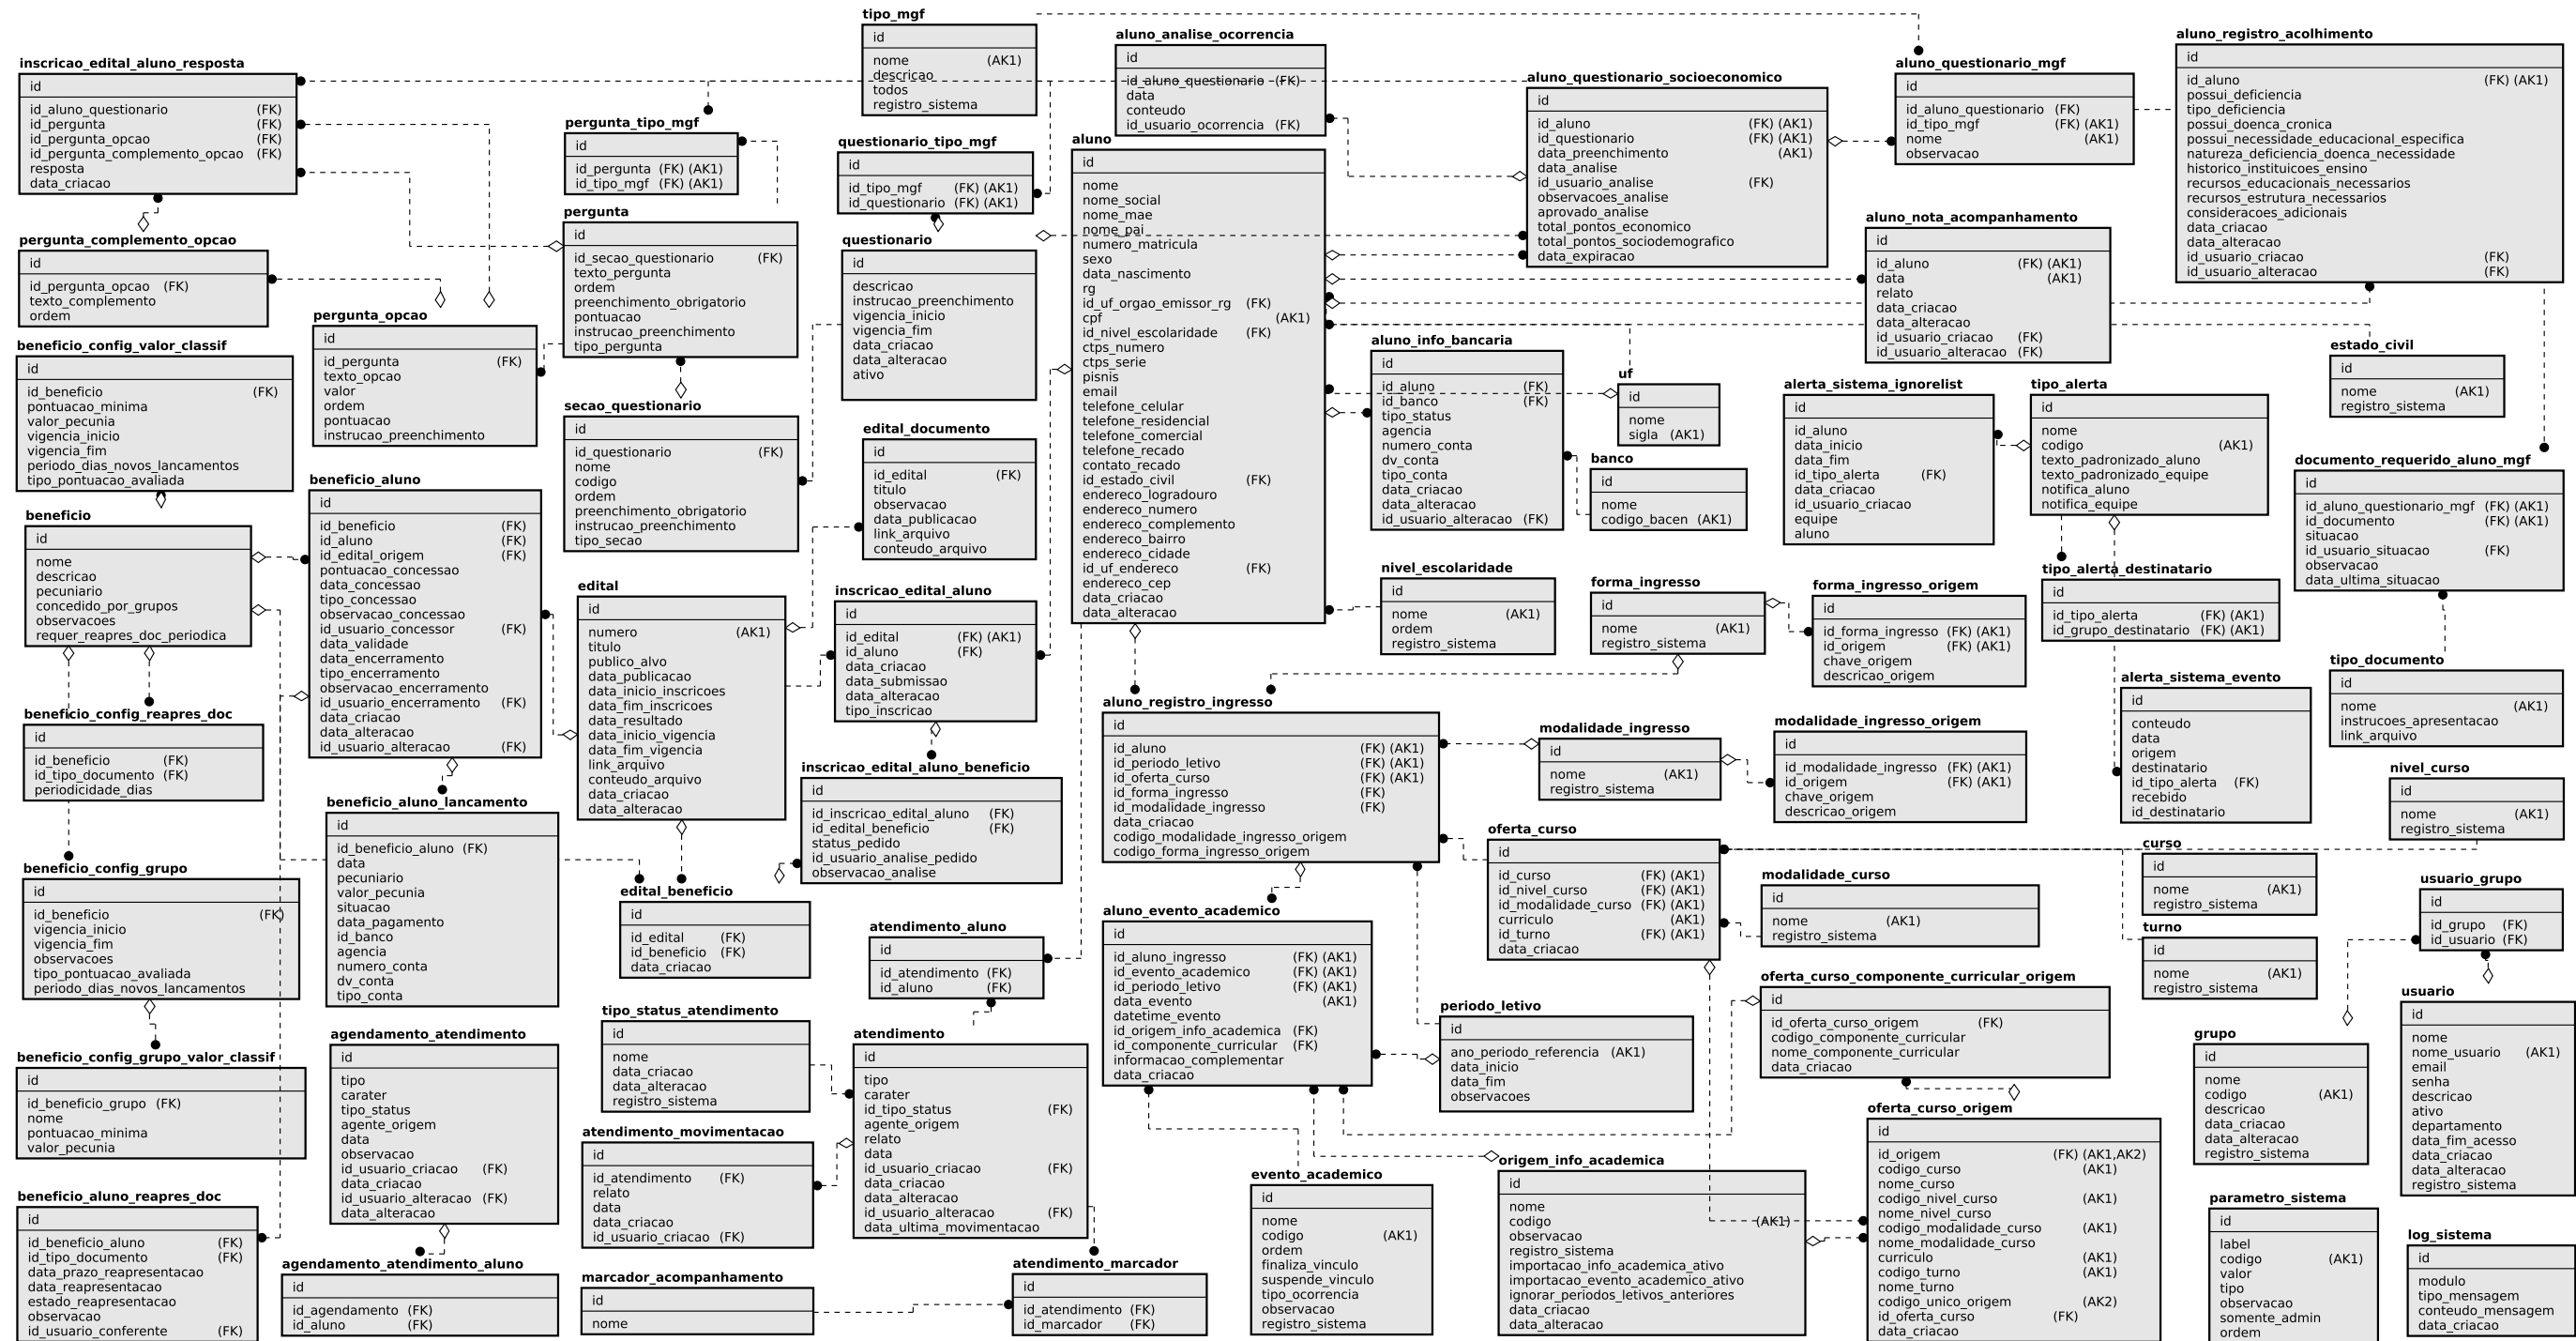 tipo_mgf
id
nome (AK1)
descricao
todos
registro_sistema
aluno_analise_ocorrencia
id
id_aluno_questionario (FK)
data
conteudo
id_usuario_ocorrencia (FK)
aluno_registro_acolhimento
id
id_aluno (FK) (AK1)
possui_deficiencia
tipo_deficiencia
possui_doenca_cronica
possui_necessidade_educacional_especifica
natureza_deficiencia_doenca_necessidade
historico_instituicoes_ensino
recursos_educacionais_necessarios
recursos_estrutura_necessarios
consideracoes_adicionais
data_criacao
data_alteracao
id_usuario_criacao (FK)
id_usuario_alteracao (FK)
inscricao_edital_aluno_resposta
id
id_aluno_questionario (FK)
id_pergunta (FK)
id_pergunta_opcao (FK)
id_pergunta_complemento_opcao (FK)
resposta
data_criacao
aluno_questionario_mgf
id
id_aluno_questionario (FK)
id_tipo_mgf (FK) (AK1)
nome (AK1)
observacao
aluno_questionario_socioeconomico
id
id_aluno (FK) (AK1)
id_questionario (FK) (AK1)
data_preenchimento (AK1)
data_analise
id_usuario_analise (FK)
observacoes_analise
aprovado_analise
total_pontos_economico
total_pontos_sociodemografico
data_expiracao
pergunta_tipo_mgf
id
id_pergunta (FK) (AK1)
id_tipo_mgf (FK) (AK1)
questionario_tipo_mgf
id
id_tipo_mgf (FK) (AK1)
id_questionario (FK) (AK1)
aluno
id
nome
nome_social
nome_mae
nome_pai
numero_matricula
sexo
data_nascimento
rg
id_uf_orgao_emissor_rg (FK)
cpf (AK1)
id_nivel_escolaridade (FK)
ctps_numero
ctps_serie
pisnis
email
telefone_celular
telefone_residencial
telefone_comercial
telefone_recado
contato_recado
id_estado_civil (FK)
endereco_logradouro
endereco_numero
endereco_complemento
endereco_bairro
endereco_cidade
id_uf_endereco (FK)
endereco_cep
data_criacao
data_alteracao
pergunta
id
id_secao_questionario (FK)
texto_pergunta
ordem
preenchimento_obrigatorio
pontuacao
instrucao_preenchimento
tipo_pergunta
aluno_nota_acompanhamento
id
id_aluno (FK) (AK1)
data (AK1)
relato
data_criacao
data_alteracao
id_usuario_criacao (FK)
id_usuario_alteracao (FK)
pergunta_complemento_opcao
id
id_pergunta_opcao (FK)
texto_complemento
ordem
questionario
id
descricao
instrucao_preenchimento
vigencia_inicio
vigencia_fim
data_criacao
data_alteracao
ativo
pergunta_opcao
id
id_pergunta (FK)
texto_opcao
valor
ordem
pontuacao
instrucao_preenchimento
beneficio_config_valor_classif
id
id_beneficio (FK)
pontuacao_minima
valor_pecunia
vigencia_inicio
vigencia_fim
periodo_dias_novos_lancamentos
tipo_pontuacao_avaliada
aluno_info_bancaria
id
id_aluno (FK)
id_banco (FK)
tipo_status
agencia
numero_conta
dv_conta
tipo_conta
data_criacao
data_alteracao
id_usuario_alteracao (FK)
uf
id
nome
sigla (AK1)
estado_civil
id
nome (AK1)
registro_sistema
alerta_sistema_ignorelist
id
id_aluno
data_inicio
data_fim
id_tipo_alerta (FK)
data_criacao
id_usuario_criacao
equipe
aluno
tipo_alerta
id
nome
codigo (AK1)
texto_padronizado_aluno
texto_padronizado_equipe
notifica_aluno
notifica_equipe
secao_questionario
id
id_questionario (FK)
nome
codigo
ordem
preenchimento_obrigatorio
instrucao_preenchimento
tipo_secao
edital_documento
id
id_edital (FK)
titulo
observacao
data_publicacao
link_arquivo
conteudo_arquivo
banco
id
nome
codigo_bacen (AK1)
documento_requerido_aluno_mgf
id
id_aluno_questionario_mgf (FK) (AK1)
id_documento (FK) (AK1)
situacao
id_usuario_situacao (FK)
observacao
data_ultima_situacao
beneficio_aluno
id
id_beneficio (FK)
id_aluno (FK)
id_edital_origem (FK)
pontuacao_concessao
data_concessao
tipo_concessao
observacao_concessao
id_usuario_concessor (FK)
data_validade
data_encerramento
tipo_encerramento
observacao_encerramento
id_usuario_encerramento (FK)
data_criacao
data_alteracao
id_usuario_alteracao (FK)
beneficio
id
nome
descricao
pecuniario
concedido_por_grupos
observacoes
requer_reapres_doc_periodica
edital
id
numero (AK1)
titulo
publico_alvo
data_publicacao
data_inicio_inscricoes
data_fim_inscricoes
data_resultado
data_inicio_vigencia
data_fim_vigencia
link_arquivo
conteudo_arquivo
data_criacao
data_alteracao
inscricao_edital_aluno
id
id_edital (FK) (AK1)
id_aluno (FK)
data_criacao
data_submissao
data_alteracao
tipo_inscricao
nivel_escolaridade
id
nome (AK1)
ordem
registro_sistema
forma_ingresso
id
nome (AK1)
registro_sistema
forma_ingresso_origem
id
id_forma_ingresso (FK) (AK1)
id_origem (FK) (AK1)
chave_origem
descricao_origem
tipo_alerta_destinatario
id
id_tipo_alerta (FK) (AK1)
id_grupo_destinatario (FK) (AK1)
tipo_documento
id
nome (AK1)
instrucoes_apresentacao
link_arquivo
alerta_sistema_evento
id
conteudo
data
origem
destinatario
id_tipo_alerta (FK)
recebido
id_destinatario
aluno_registro_ingresso
id
id_aluno (FK) (AK1)
id_periodo_letivo (FK) (AK1)
id_oferta_curso (FK) (AK1)
id_forma_ingresso (FK)
id_modalidade_ingresso (FK)
data_criacao
codigo_modalidade_ingresso_origem
codigo_forma_ingresso_origem
modalidade_ingresso
id
nome (AK1)
registro_sistema
modalidade_ingresso_origem
id
id_modalidade_ingresso (FK) (AK1)
id_origem (FK) (AK1)
chave_origem
descricao_origem
beneficio_config_reapres_doc
id
id_beneficio (FK)
id_tipo_documento (FK)
periodicidade_dias
inscricao_edital_aluno_beneficio
id
id_inscricao_edital_aluno (FK)
id_edital_beneficio (FK)
status_pedido
id_usuario_analise_pedido
observacao_analise
nivel_curso
id
nome (AK1)
registro_sistema
beneficio_aluno_lancamento
id
id_beneficio_aluno (FK)
data
pecuniario
valor_pecunia
situacao
data_pagamento
id_banco
agencia
numero_conta
dv_conta
tipo_conta
oferta_curso
id
id_curso (FK) (AK1)
id_nivel_curso (FK) (AK1)
id_modalidade_curso (FK) (AK1)
curriculo (AK1)
id_turno (FK) (AK1)
data_criacao
curso
id
nome (AK1)
registro_sistema
modalidade_curso
id
nome (AK1)
registro_sistema
usuario_grupo
id
id_grupo (FK)
id_usuario (FK)
beneficio_config_grupo
id
id_beneficio (FK)
vigencia_inicio
vigencia_fim
observacoes
tipo_pontuacao_avaliada
periodo_dias_novos_lancamentos
edital_beneficio
id
id_edital (FK)
id_beneficio (FK)
data_criacao
atendimento_aluno
id
id_atendimento (FK)
id_aluno (FK)
aluno_evento_academico
id
id_aluno_ingresso (FK) (AK1)
id_evento_academico (FK) (AK1)
id_periodo_letivo (FK) (AK1)
data_evento (AK1)
datetime_evento
id_origem_info_academica (FK)
id_componente_curricular (FK)
informacao_complementar
data_criacao
turno
id
nome (AK1)
registro_sistema
oferta_curso_componente_curricular_origem
id
id_oferta_curso_origem (FK)
codigo_componente_curricular
nome_componente_curricular
data_criacao
usuario
id
nome
nome_usuario (AK1)
email
senha
descricao
ativo
departamento
data_fim_acesso
data_criacao
data_alteracao
registro_sistema
periodo_letivo
id
ano_periodo_referencia (AK1)
data_inicio
data_fim
observacoes
tipo_status_atendimento
id
nome
data_criacao
data_alteracao
registro_sistema
agendamento_atendimento
id
tipo
carater
tipo_status
agente_origem
data
observacao
id_usuario_criacao (FK)
data_criacao
id_usuario_alteracao (FK)
data_alteracao
atendimento
id
tipo
carater
id_tipo_status (FK)
agente_origem
relato
data
id_usuario_criacao (FK)
data_criacao
data_alteracao
id_usuario_alteracao (FK)
data_ultima_movimentacao
grupo
id
nome
codigo (AK1)
descricao
data_criacao
data_alteracao
registro_sistema
beneficio_config_grupo_valor_classif
id
id_beneficio_grupo (FK)
nome
pontuacao_minima
valor_pecunia
oferta_curso_origem
id
id_origem (FK) (AK1,AK2)
codigo_curso (AK1)
nome_curso
codigo_nivel_curso (AK1)
nome_nivel_curso
codigo_modalidade_curso (AK1)
nome_modalidade_curso
curriculo (AK1)
codigo_turno (AK1)
nome_turno
codigo_unico_origem (AK2)
id_oferta_curso (FK)
data_criacao
atendimento_movimentacao
id
id_atendimento (FK)
relato
data
data_criacao
id_usuario_criacao (FK)
origem_info_academica
id
nome
codigo (AK1)
observacao
registro_sistema
importacao_info_academica_ativo
importacao_evento_academico_ativo
ignorar_periodos_letivos_anteriores
data_criacao
data_alteracao
evento_academico
id
nome
codigo (AK1)
ordem
finaliza_vinculo
suspende_vinculo
tipo_ocorrencia
observacao
registro_sistema
beneficio_aluno_reapres_doc
id
id_beneficio_aluno (FK)
id_tipo_documento (FK)
data_prazo_reapresentacao
data_reapresentacao
estado_reapresentacao
observacao
id_usuario_conferente (FK)
parametro_sistema
id
label
codigo (AK1)
valor
tipo
observacao
somente_admin
ordem
log_sistema
id
modulo
tipo_mensagem
conteudo_mensagem
data_criacao
agendamento_atendimento_aluno
id
id_agendamento (FK)
id_aluno (FK)
marcador_acompanhamento
id
nome
atendimento_marcador
id
id_atendimento (FK)
id_marcador (FK)